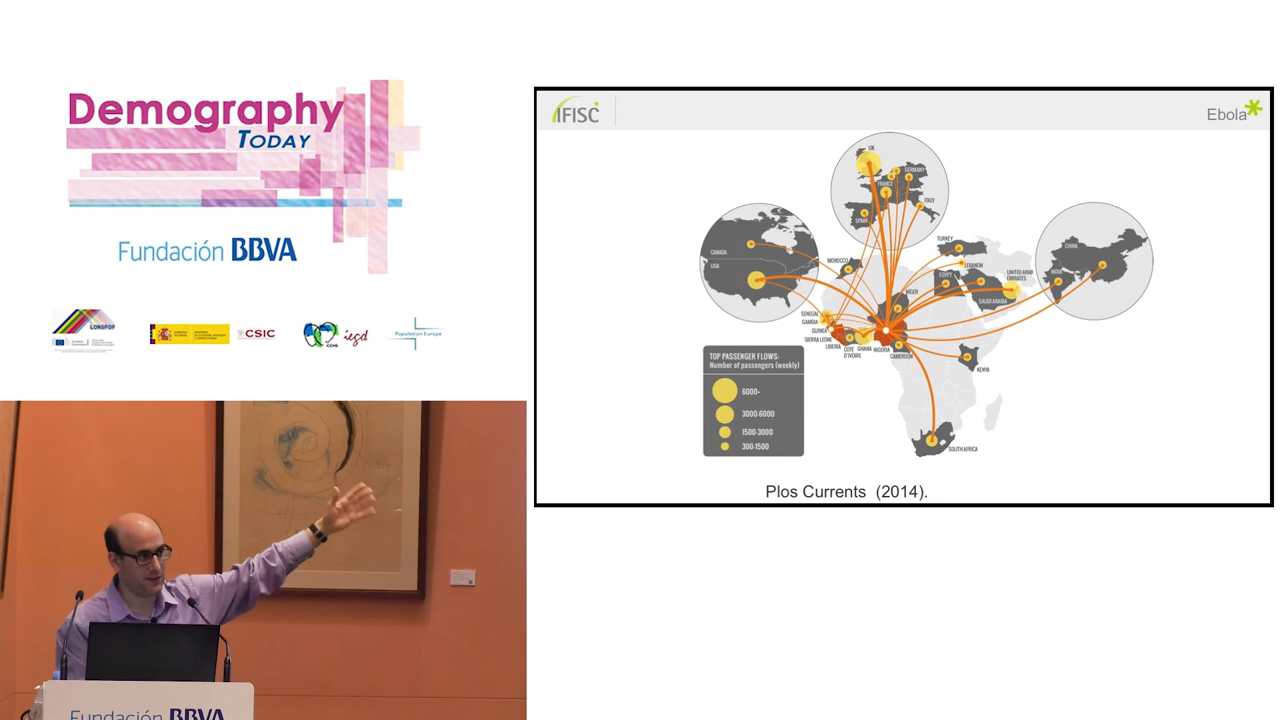 Demography
TODAY
Fundación BBVA
LONGPOP
CSIC
iegd
Population Europe
IFISC
Ebola
UK
GERMANY
FRANCE
ITALY
SPAIN
CANADA
USA
MOROCCO
TURKEY
LEBANON
EGYPT
UNITED ARAB
EMIRATES
SAUDI ARABIA
CHINA
INDIA
NIGER
SENEGAL
GAMBIA
GUINEA
SIERRA LEONE
LIBERIA
COTE
D'IVOIRE
GHANA
NIGERIA
CAMEROON
KENYA
SOUTH AFRICA
TOP PASSENGER FLOWS:
Number of passengers (weekly)
6000+
3000-6000
1500-3000
300-1500
Plos Currents (2014).
Fundación BBVA